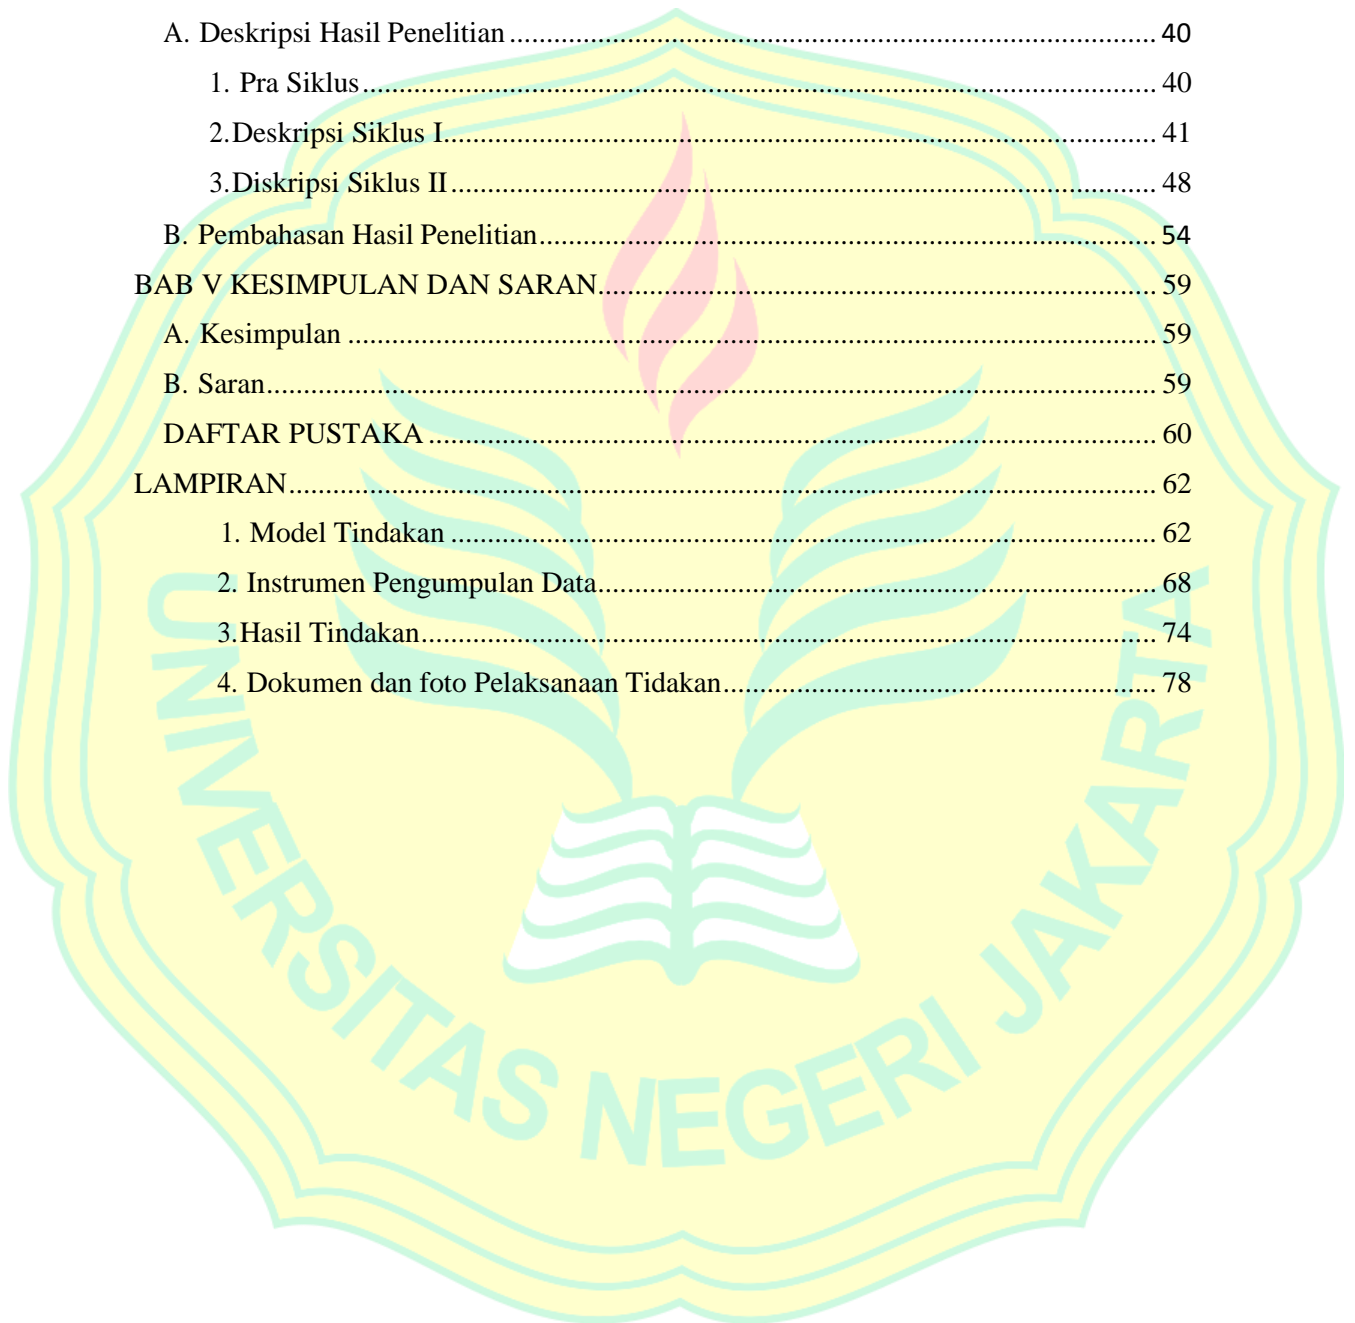 A. Deskripsi Hasil Penelitian ........................................................................................ 40
1. Pra Siklus ............................................................................................................ 40
2.Deskripsi Siklus I ................................................................................................. 41
3.Diskripsi Siklus II ................................................................................................ 48
B. Pembahasan Hasil Penelitian .................................................................................... 54
BAB V KESIMPULAN DAN SARAN ............................................................................ 59
A. Kesimpulan .............................................................................................................. 59
B. Saran ......................................................................................................................... 59
DAFTAR PUSTAKA ................................................................................................... 60
LAMPIRAN ..................................................................................................................... 62
1. Model Tindakan ................................................................................................ 62
2. Instrumen Pengumpulan Data ............................................................................ 68
3.Hasil Tindakan .................................................................................................... 74
4. Dokumen dan foto Pelaksanaan Tidakan ........................................................... 78
UNIVERSITAS NEGERI JAKARTA